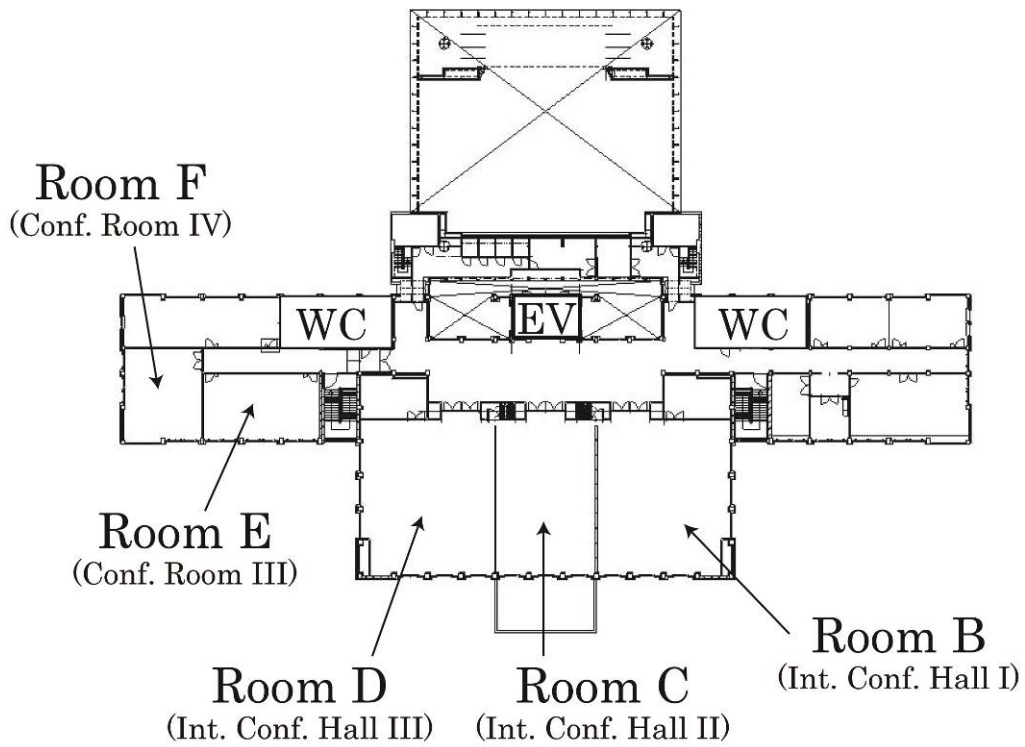 Room F
(Conf. Room IV)
WC
EV
WC
Room E
(Conf. Room III)
Room B
(Int. Conf. Hall I)
Room D
(Int. Conf. Hall III)
Room C
(Int. Conf. Hall II)